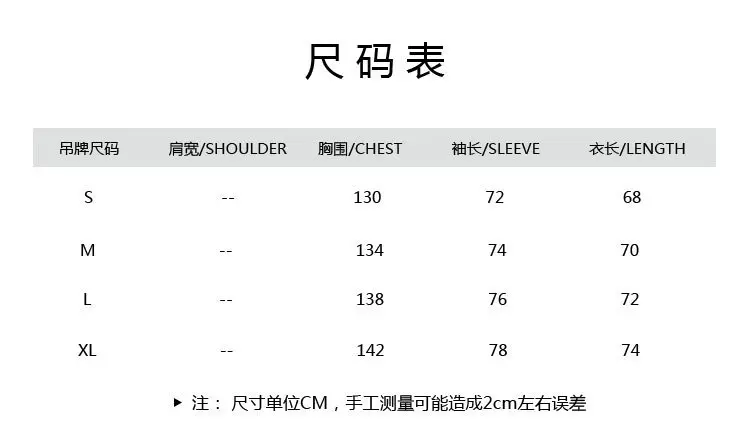 尺码表
吊牌尺码 肩宽/SHOULDER 胸围/CHEST 袖长/SLEEVE 衣长/LENGTH
S -- 130 72 68
M -- 134 74 70
L -- 138 76 72
XL -- 142 78 74
▶ 注： 尺寸单位CM，手工测量可能造成2cm左右误差